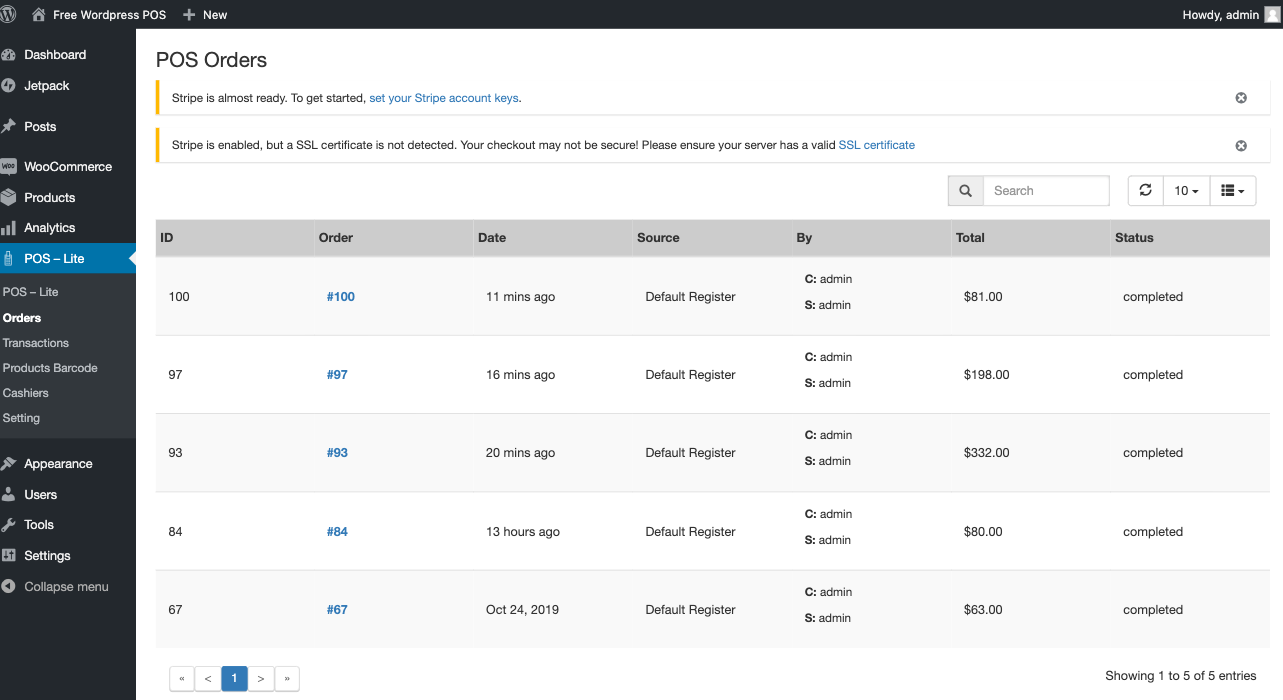 Free Wordpress POS
New
Howdy, admin
Dashboard
Jetpack
Posts
WooCommerce
Products
Analytics
POS – Lite
POS – Lite
Orders
Transactions
Products Barcode
Cashiers
Setting
Appearance
Users
Tools
Settings
Collapse menu
POS Orders
Stripe is almost ready. To get started, set your Stripe account keys.
Stripe is enabled, but a SSL certificate is not detected. Your checkout may not be secure! Please ensure your server has a valid SSL certificate
Search
10
ID Order Date Source By Total Status
C: admin
100 #100 11 mins ago Default Register $81.00 completed
S: admin
C: admin
97 #97 16 mins ago Default Register $198.00 completed
S: admin
C: admin
93 #93 20 mins ago Default Register $332.00 completed
S: admin
C: admin
84 #84 13 hours ago Default Register $80.00 completed
S: admin
C: admin
67 #67 Oct 24, 2019 Default Register $63.00 completed
S: admin
« < 1 > »
Showing 1 to 5 of 5 entries